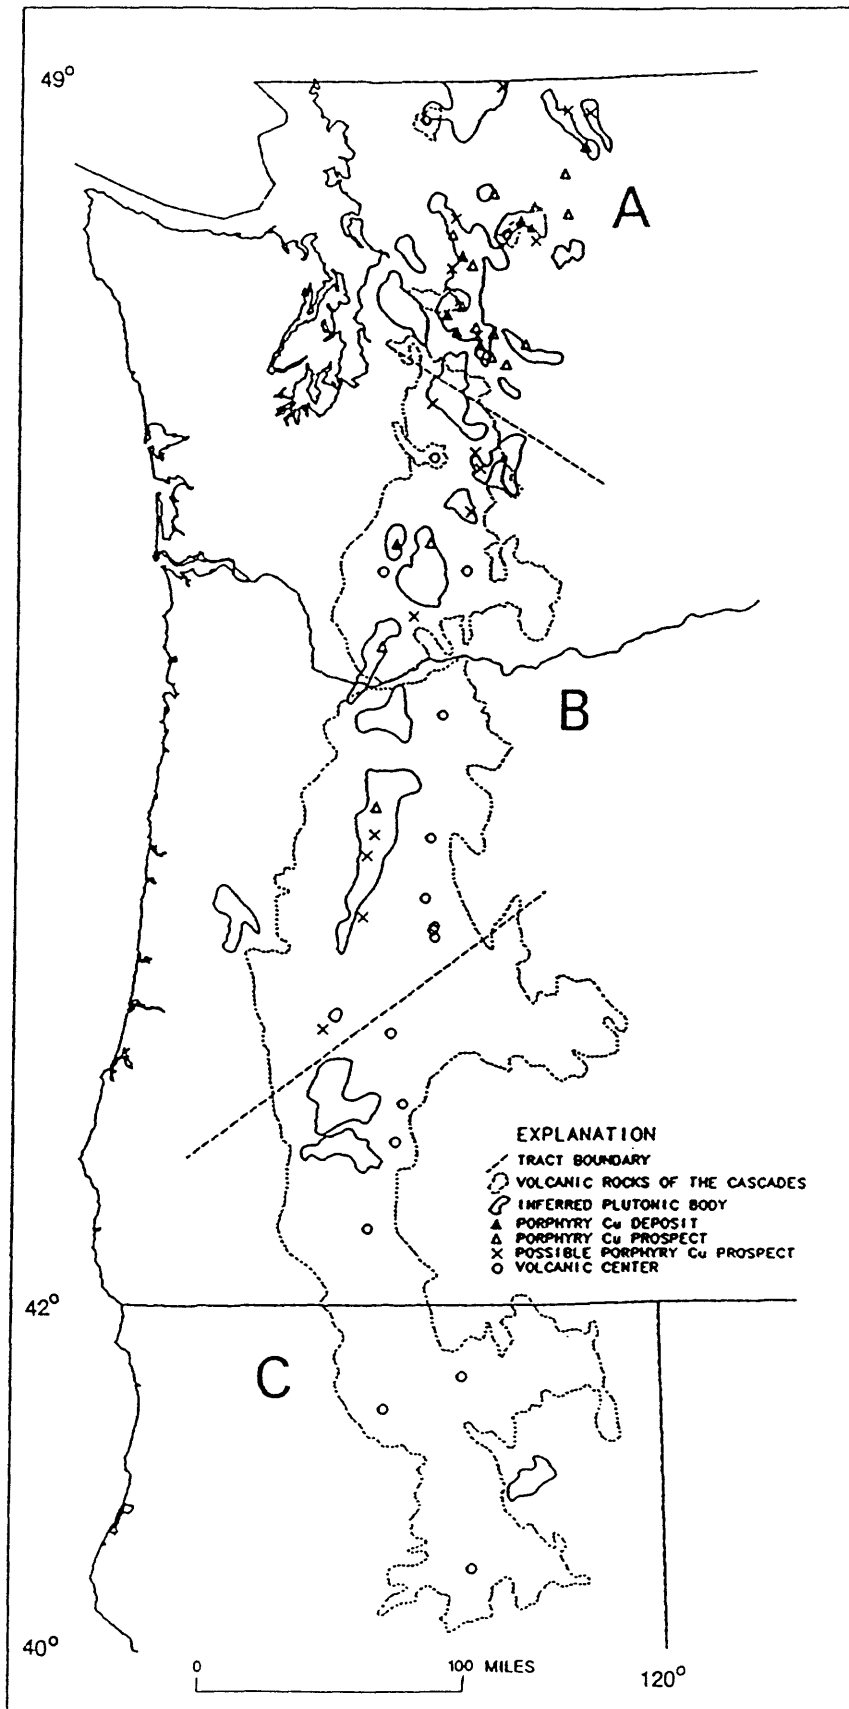 49°
A
B
EXPLANATION
TRACT BOUNDARY
VOLCANIC ROCKS OF THE CASCADES
INFERRED PLUTONIC BODY
PORPHYRY Cu DEPOSIT
PORPHYRY Cu PROSPECT
POSSIBLE PORPHYRY Cu PROSPECT
VOLCANIC CENTER
42°
C
40°
0 100 MILES
120°